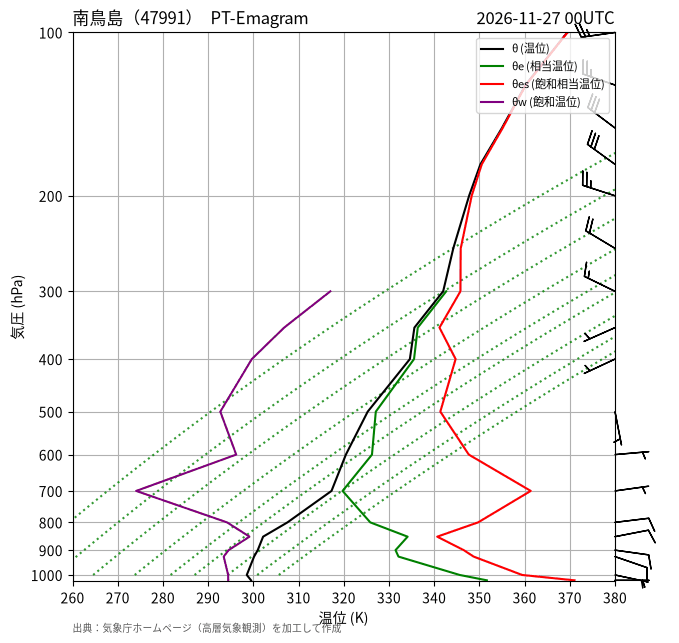 南鳥島（47991） PT-Emagram
2026-11-27 00UTC
θ (温位)
θe (相当温位)
θes (飽和相当温位)
θw (飽和温位)
気圧 (hPa)
100
200
300
400
500
600
700
800
900
1000
260 270 280 290 300 310 320 330 340 350 360 370 380
温位 (K)
出典：気象庁ホームページ（高層気象観測）を加工して作成